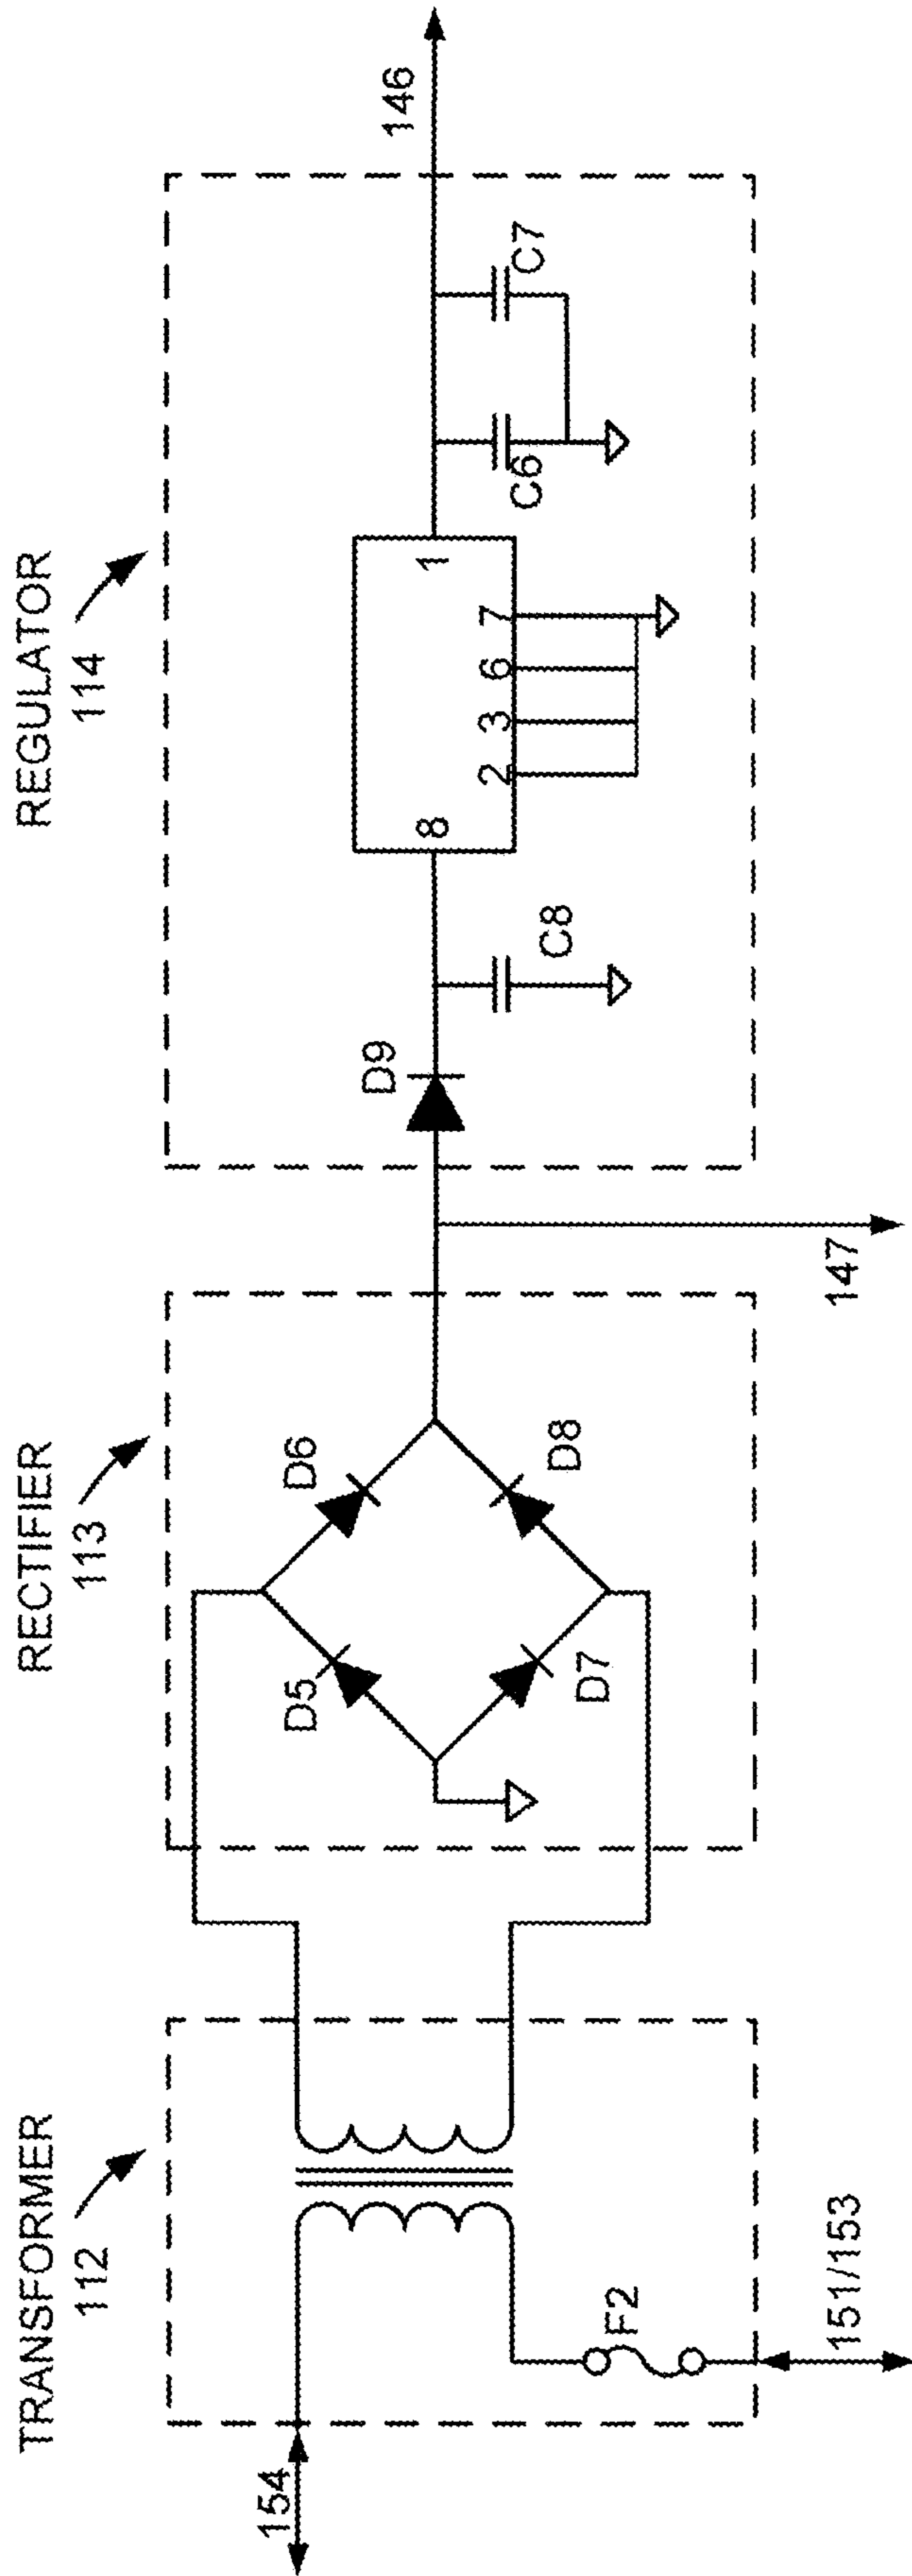 TRANSFORMER
112
RECTIFIER
113
REGULATOR
114
154
F2
151/153
D5
D6
D7
D8
147
D9
C8
8
1
2
3
6
7
C6
C7
146